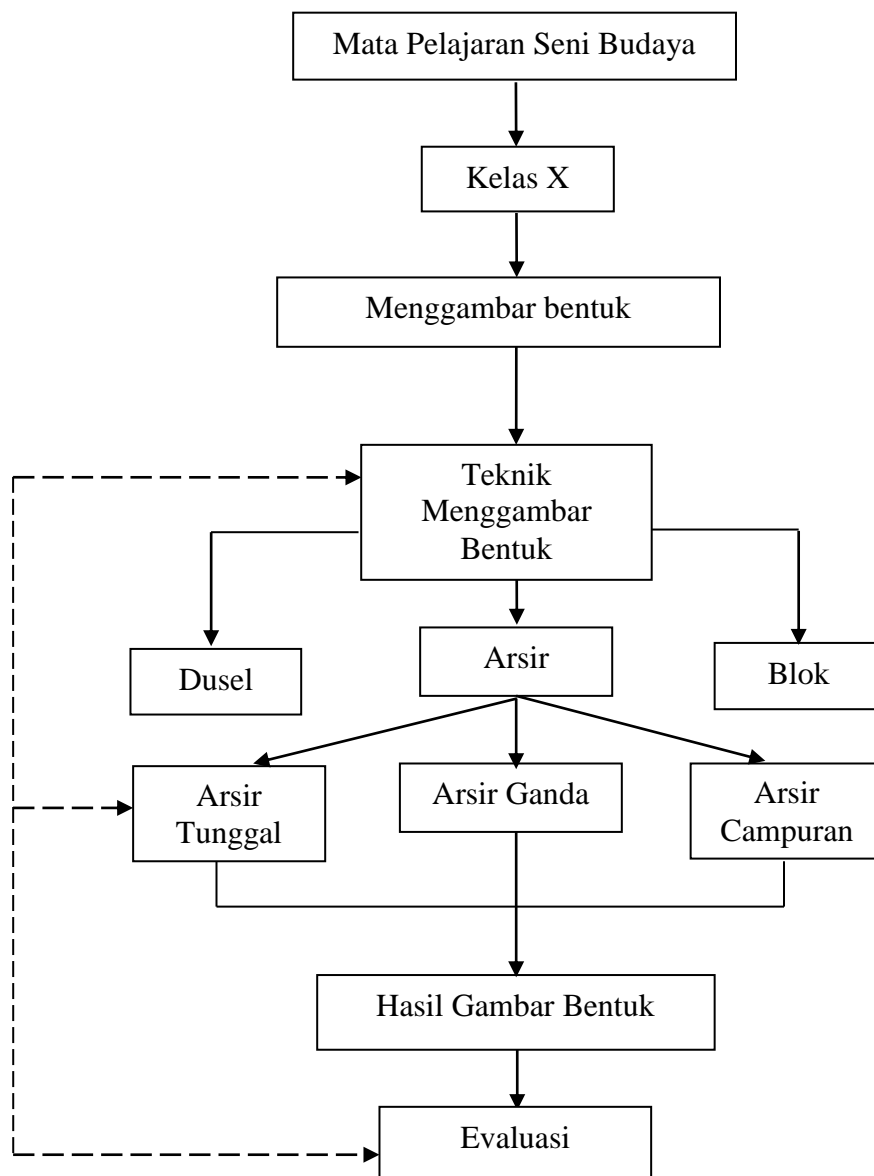 Mata Pelajaran Seni Budaya
Kelas X
Menggambar bentuk
Teknik
Menggambar
Bentuk
Dusel
Arsir
Blok
Arsir
Tunggal
Arsir Ganda
Arsir
Campuran
Hasil Gambar Bentuk
Evaluasi